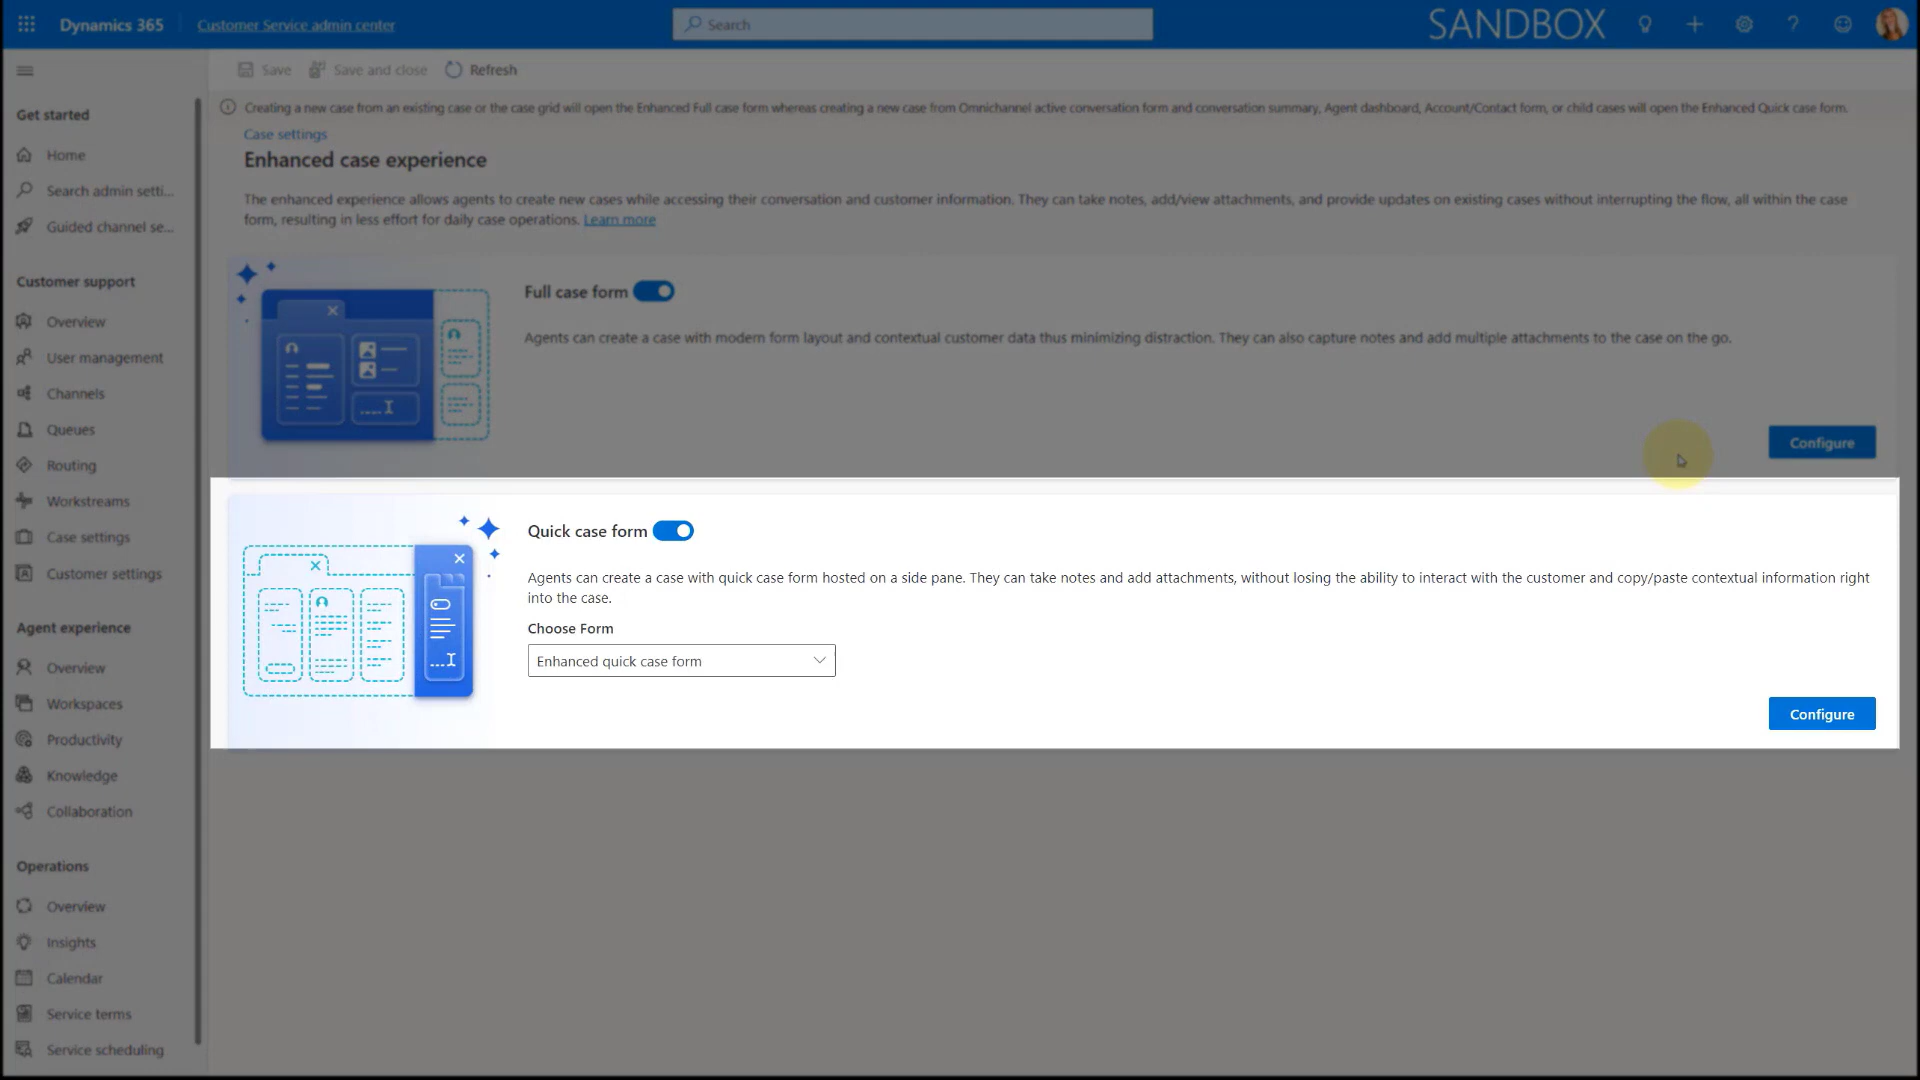 Dynamics 365
Customer Service admin center
Search
SANDBOX
Save
Save and close
Refresh
Creating a new case from an existing case or the case grid will open the Enhanced Full case form whereas creating a new case from Omnichannel active conversation form and conversation summary, Agent dashboard, Account/Contact form, or child cases will open the Enhanced Quick case form.
Case settings
Enhanced case experience
The enhanced experience allows agents to create new cases while accessing their conversation and customer information. They can take notes, add/view attachments, and provide updates on existing cases without interrupting the flow, all within the case
form, resulting in less effort for daily case operations. Learn more
Get started
Home
Search admin setti...
Guided channel se...
Customer support
Overview
User management
Channels
Queues
Routing
Workstreams
Case settings
Customer settings
Agent experience
Overview
Workspaces
Productivity
Knowledge
Collaboration
Operations
Overview
Insights
Calendar
Service terms
Service scheduling
Full case form
Agents can create a case with modern form layout and contextual customer data thus minimizing distraction. They can also capture notes and add multiple attachments to the case on the go.
Configure
Quick case form
Agents can create a case with quick case form hosted on a side pane. They can take notes and add attachments, without losing the ability to interact with the customer and copy/paste contextual information right
into the case.
Choose Form
Enhanced quick case form
Configure